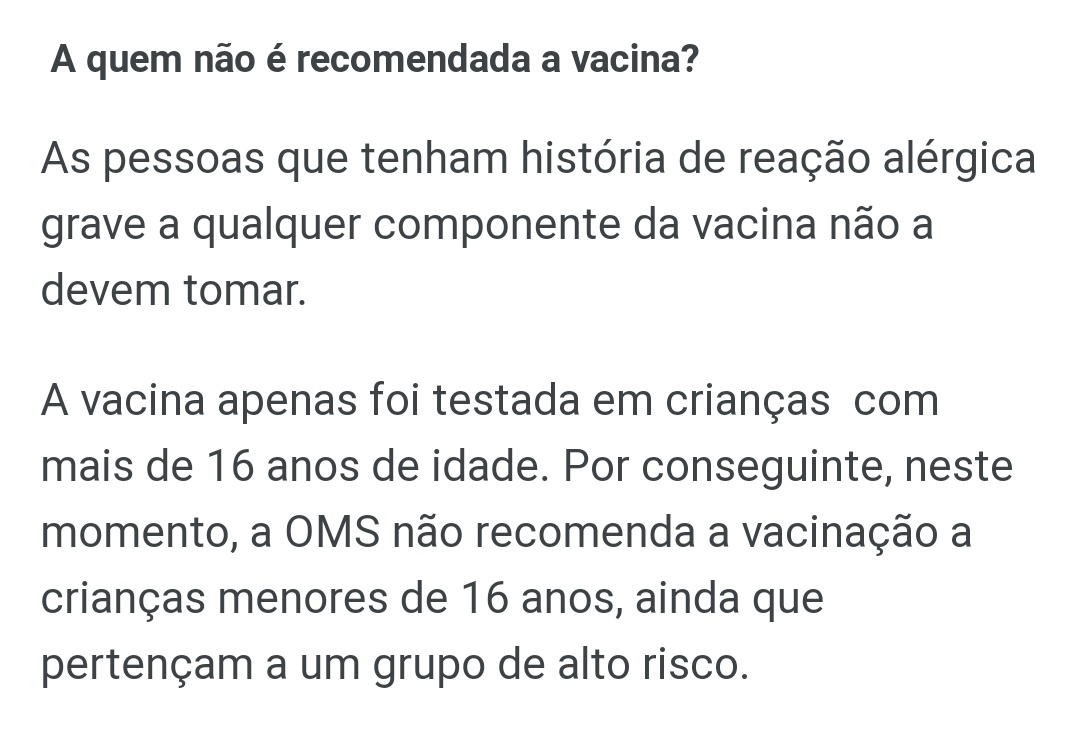 A quem não é recomendada a vacina?
As pessoas que tenham história de reação alérgica
grave a qualquer componente da vacina não a
devem tomar.
A vacina apenas foi testada em crianças  com
mais de 16 anos de idade. Por conseguinte, neste
momento, a OMS não recomenda a vacinação a
crianças menores de 16 anos, ainda que
pertençam a um grupo de alto risco.